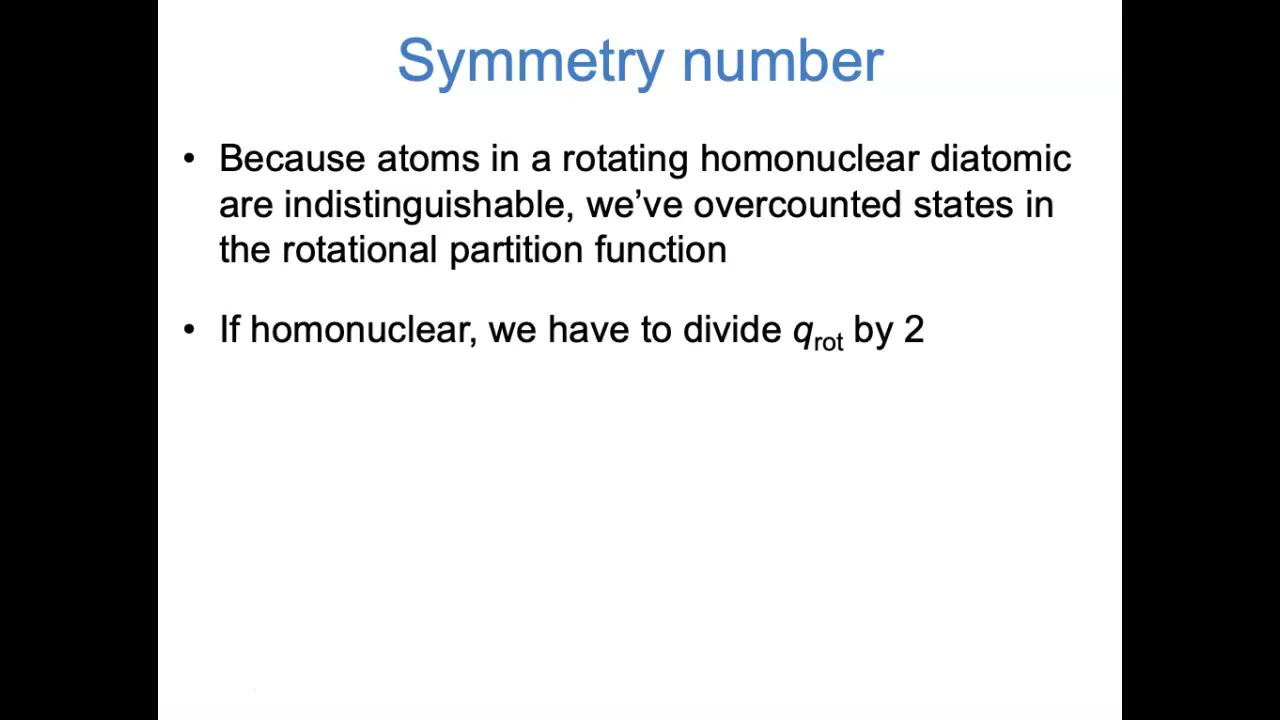 Symmetry number
• Because atoms in a rotating homonuclear diatomic
are indistinguishable, we’ve overcounted states in
the rotational partition function
• If homonuclear, we have to divide qrot by 2